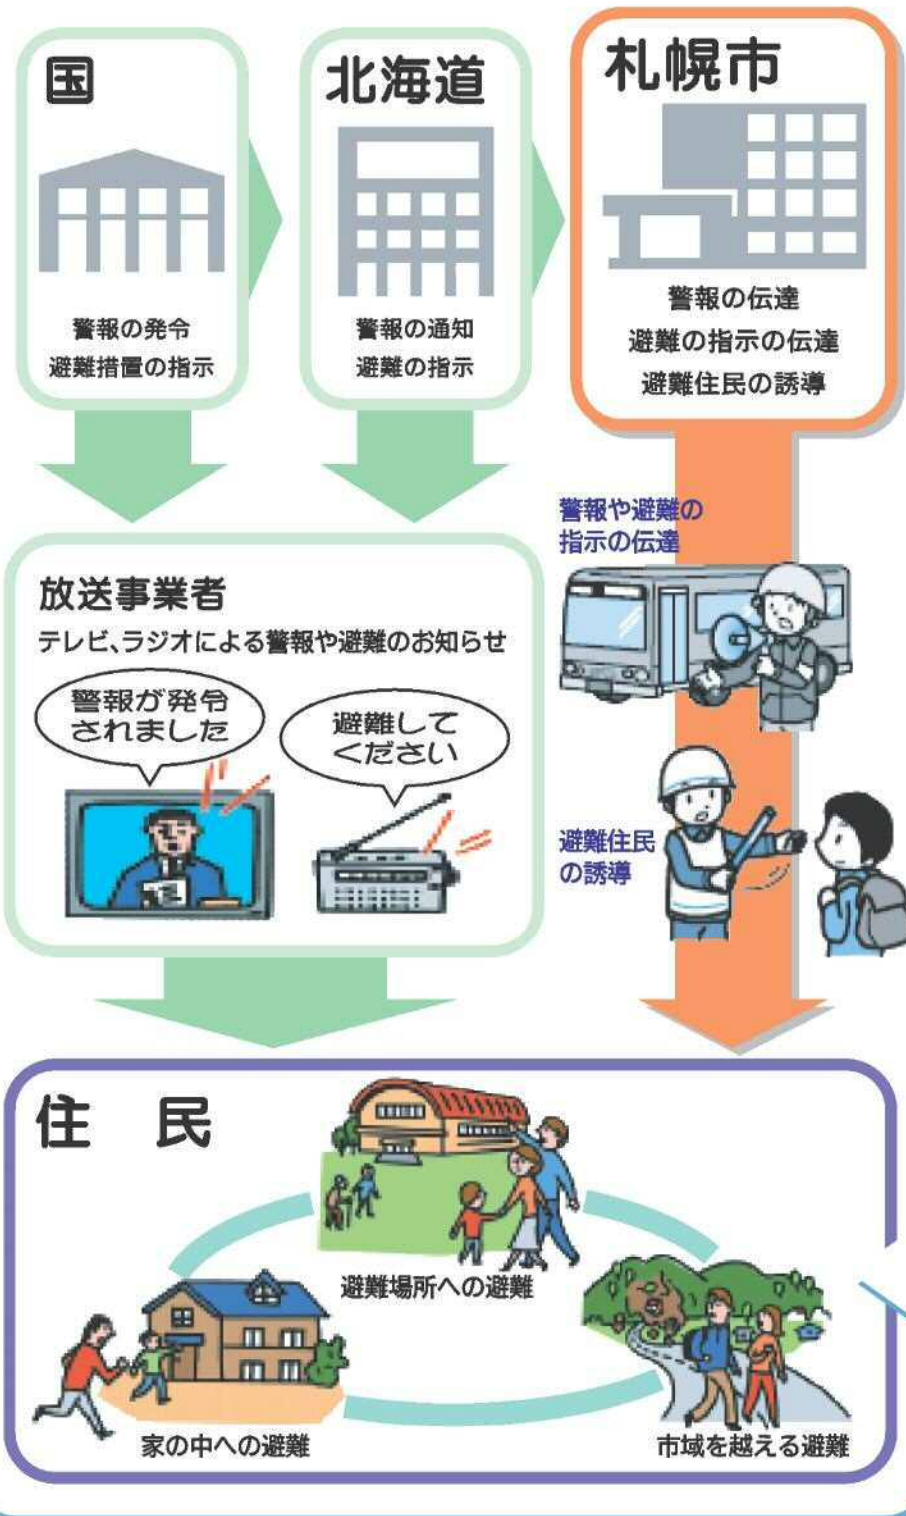 国
警報の発令
避難措置の指示
北海道
警報の通知
避難の指示
札幌市
警報の伝達
避難の指示の伝達
避難住民の誘導
警報や避難の
指示の伝達
放送事業者
テレビ、ラジオによる警報や避難のお知らせ
警報が発令
されました
避難して
ください
避難住民
の誘導
住 民
避難場所への避難
家の中への避難
市域を越える避難